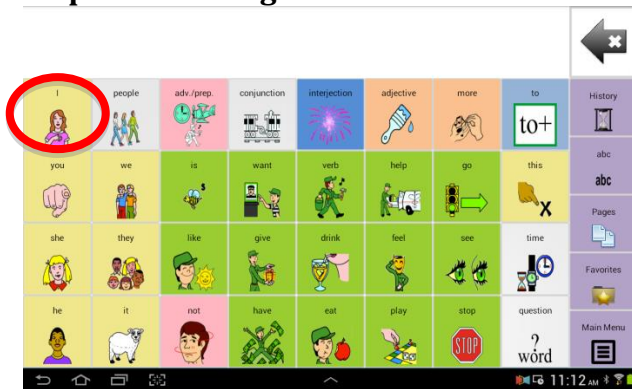 I people adv./prep. conjunction interjection adjective more to History
to+
you we is want verb help go this abc
s
X
abc
she they like give drink feel see time Pages
Favorites
he it not have eat play stop question Main Menu
STOP
?
word
11:12 AM